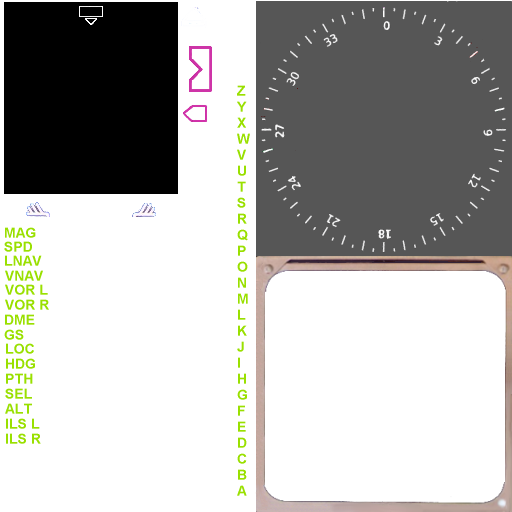 0
3
6
9
12
15
18
21
24
27
30
33
MAG
SPD
LNAV
VNAV
VOR L
VOR R
DME
GS
LOC
HDG
PTH
SEL
ALT
ILS L
ILS R
Z
Y
X
W
V
U
T
S
R
Q
P
O
N
M
L
K
J
I
H
G
F
E
D
C
B
A